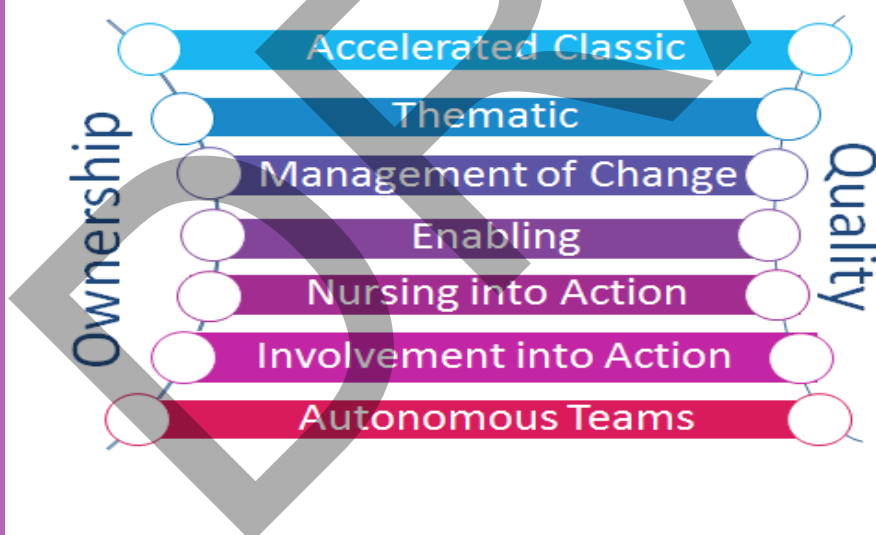 Accelerated Classic
Thematic
Management of Change
Enabling
Nursing into Action
Involvement into Action
Autonomous Teams
Ownership
Quality